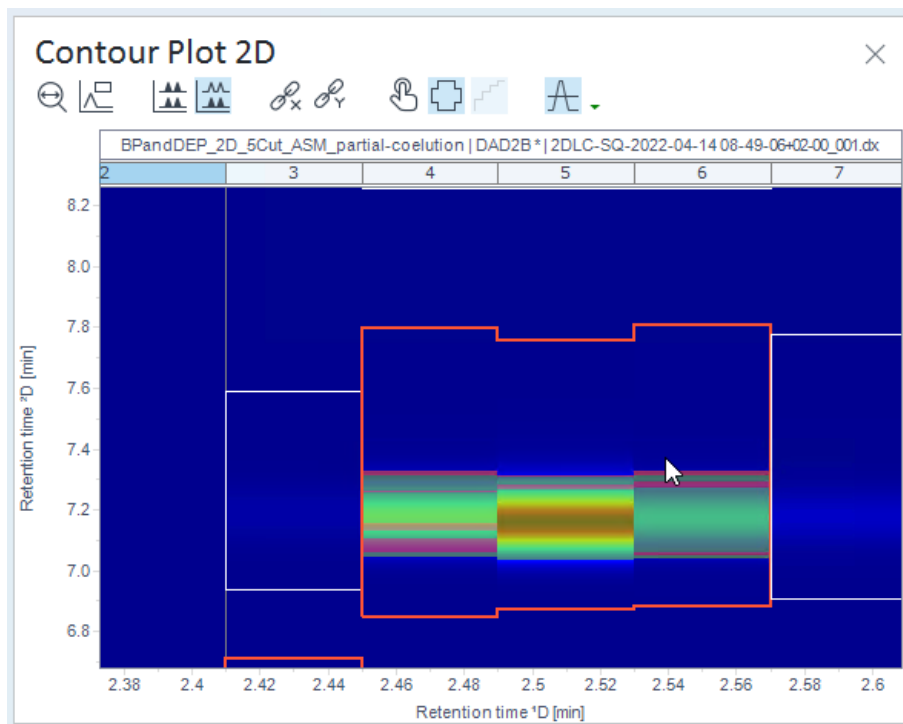 Contour Plot 2D
X Y
BPandDEP_2D_5Cut_ASM_partial-coelution | DAD2B * | 2DLC-SQ-2022-04-14 08-49-06+02-00_001.dx
2 3 4 5 6 7
8.2
8.0
7.8
7.6
7.4
7.2
7.0
6.8
Retention time ²D [min]
2.38 2.4 2.42 2.44 2.46 2.48 2.5 2.52 2.54 2.56 2.58 2.6
Retention time ¹D [min]